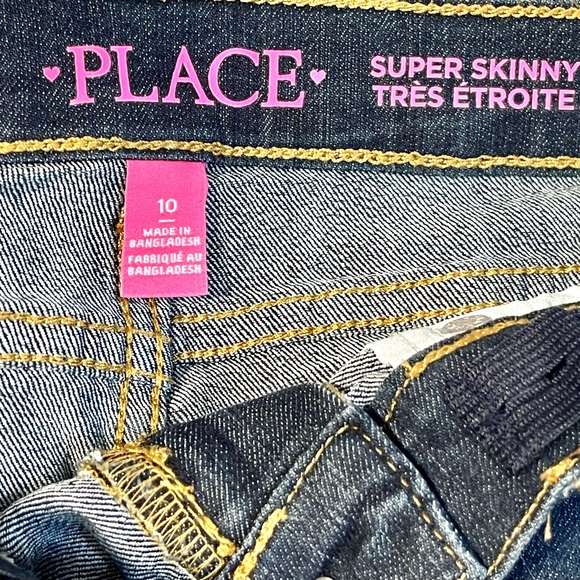 PLACE
SUPER SKINNY
TRÈS ÉTROITE
10
MADE IN
BANGLADESH
FABRIQUÉ AU
BANGLADESH